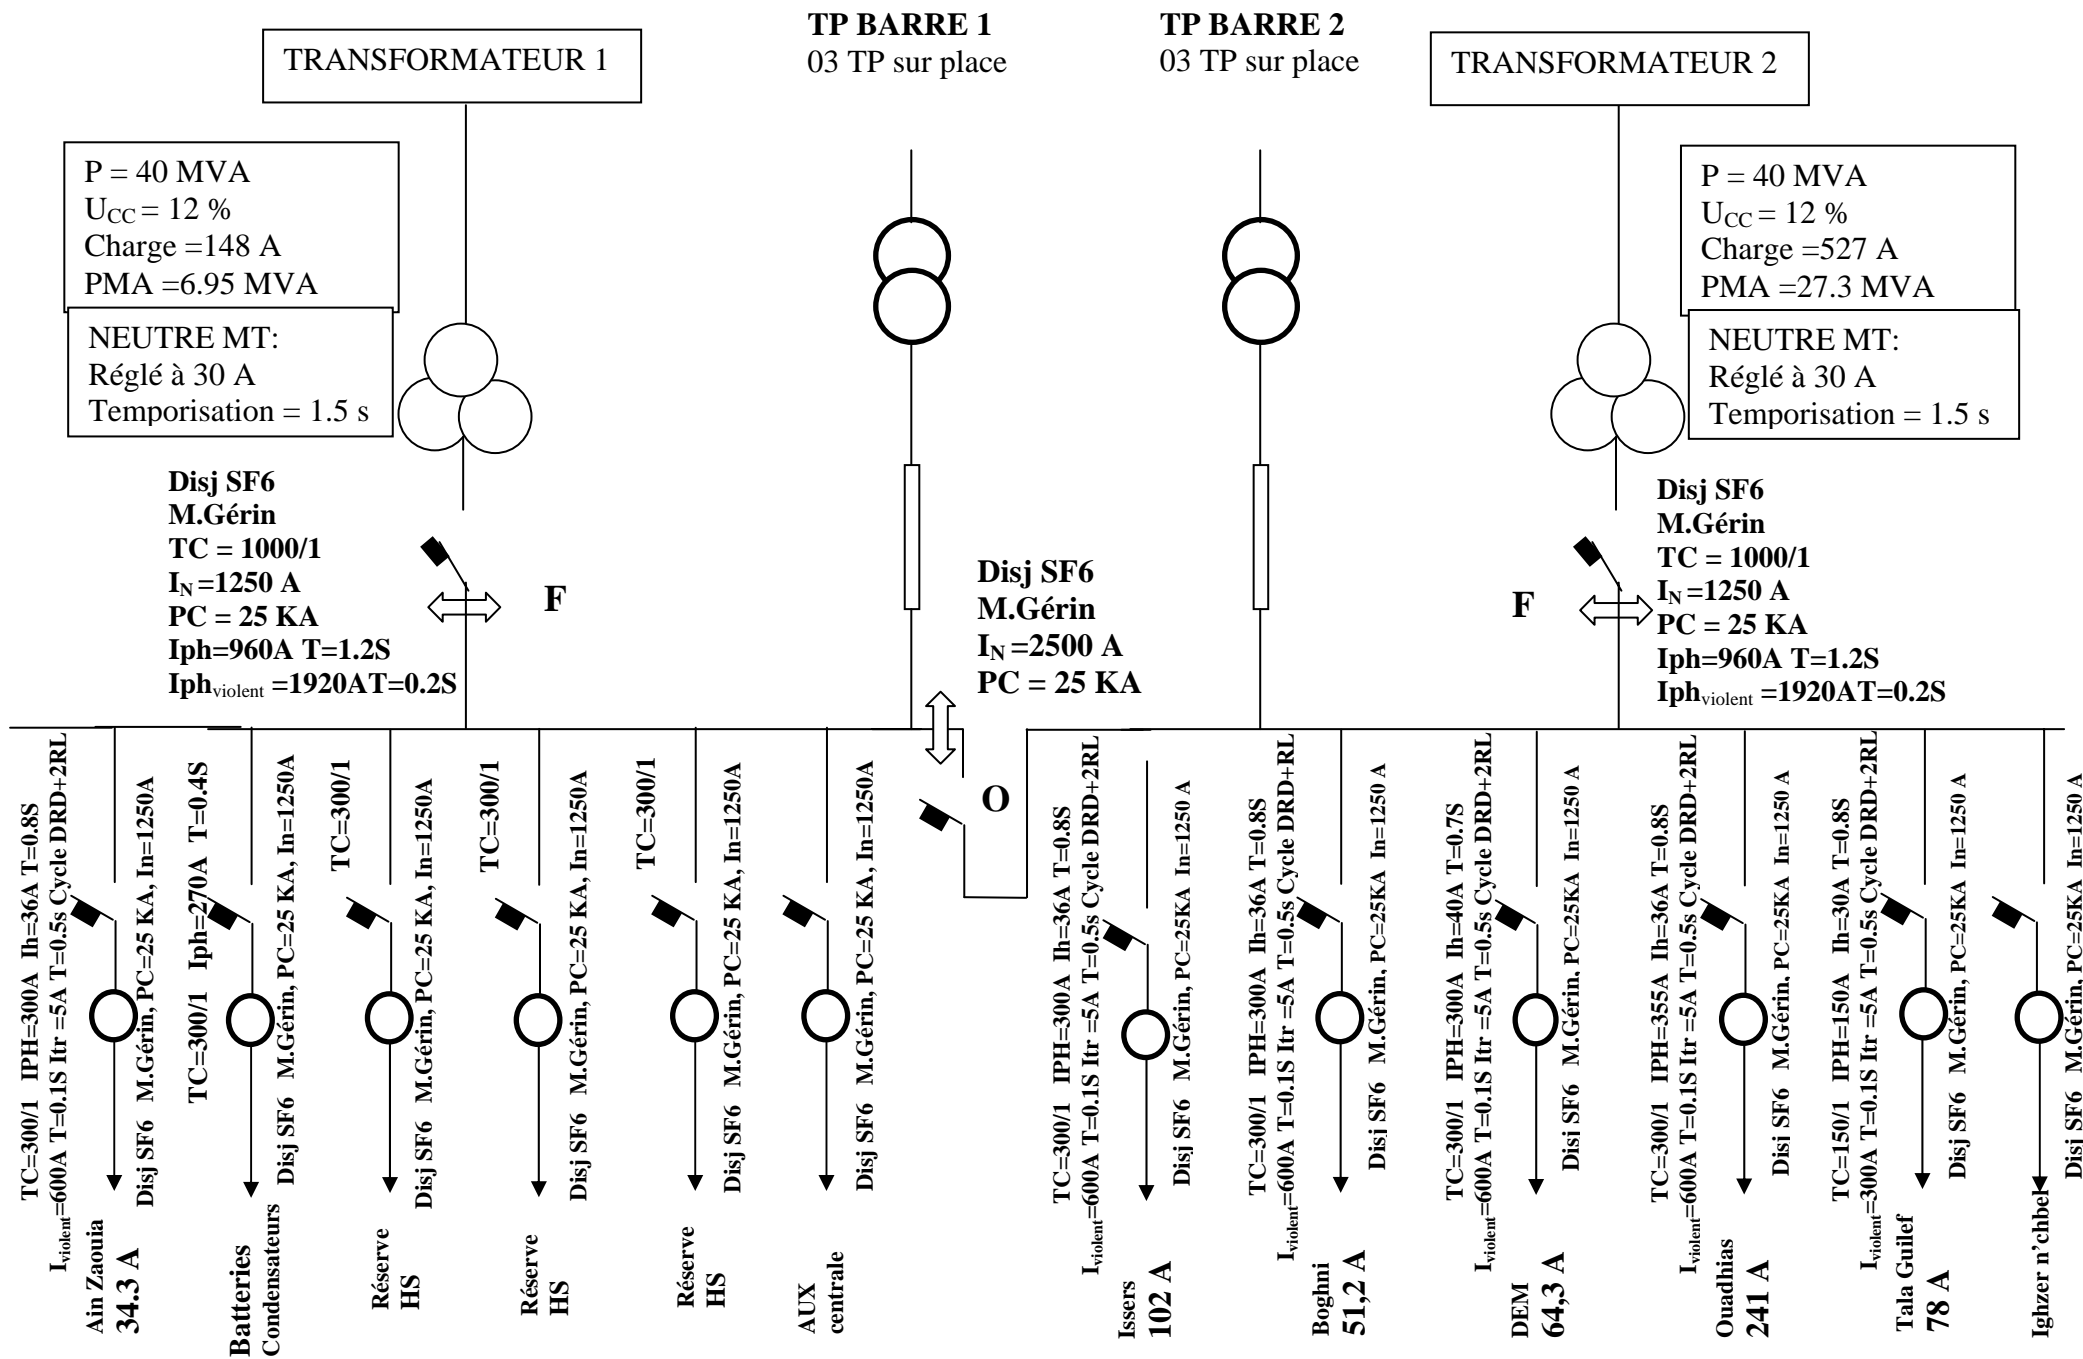 TP BARRE 1
03 TP sur place
TP BARRE 2
03 TP sur place
TRANSFORMATEUR 1
TRANSFORMATEUR 2
P = 40 MVA
UCC = 12 %
Charge =148 A
PMA =6.95 MVA
NEUTRE MT:
Réglé à 30 A
Temporisation = 1.5 s
P = 40 MVA
UCC = 12 %
Charge =527 A
PMA =27.3 MVA
NEUTRE MT:
Réglé à 30 A
Temporisation = 1.5 s
Disj SF6
M.Gérin
TC = 1000/1
IN =1250 A
PC = 25 KA
Iph=960A T=1.2S
Iphviolent =1920AT=0.2S
F
Disj SF6
M.Gérin
IN =2500 A
PC = 25 KA
O
F
Disj SF6
M.Gérin
TC = 1000/1
IN =1250 A
PC = 25 KA
Iph=960A T=1.2S
Iphviolent =1920AT=0.2S
TC=300/1 IPH=300A Ih=36A T=0.8S
Iviolent=600A T=0.1S Itr =5A T=0.5s Cycle DRD+2RL
Disj SF6 M.Gérin, PC=25 KA, In=1250A
Ain Zaouia
34.3 A
TC=300/1 Iph=270A T=0.4S
Disj SF6 M.Gérin, PC=25 KA, In=1250A
Batteries
Condensateurs
TC=300/1
Disj SF6 M.Gérin, PC=25 KA, In=1250A
Réserve
HS
TC=300/1
Disj SF6 M.Gérin, PC=25 KA, In=1250A
Réserve
HS
TC=300/1
Disj SF6 M.Gérin, PC=25 KA, In=1250A
Réserve
HS
Disj SF6 M.Gérin, PC=25 KA, In=1250A
AUX
centrale
TC=300/1 IPH=300A Ih=36A T=0.8S
Iviolent=600A T=0.1S Itr =5A T=0.5s Cycle DRD+2RL
Disj SF6 M.Gérin, PC=25KA In=1250 A
Issers
102 A
TC=300/1 IPH=300A Ih=36A T=0.8S
Iviolent=600A T=0.1S Itr =5A T=0.5s Cycle DRD+RL
Disj SF6 M.Gérin, PC=25KA In=1250 A
Boghni
51,2 A
TC=300/1 IPH=300A Ih=40A T=0.7S
Iviolent=600A T=0.1S Itr =5A T=0.5s Cycle DRD+2RL
Disj SF6 M.Gérin, PC=25KA In=1250 A
DEM
64,3 A
TC=300/1 IPH=355A Ih=36A T=0.8S
Iviolent=600A T=0.1S Itr =5A T=0.5s Cycle DRD+2RL
Disj SF6 M.Gérin, PC=25KA In=1250 A
Ouadhias
241 A
TC=150/1 IPH=150A Ih=30A T=0.8S
Iviolent=300A T=0.1S Itr =5A T=0.5s Cycle DRD+2RL
Disj SF6 M.Gérin, PC=25KA In=1250 A
Tala Guilef
78 A
Disj SF6 M.Gérin, PC=25KA In=1250 A
Ighzer n’chbel